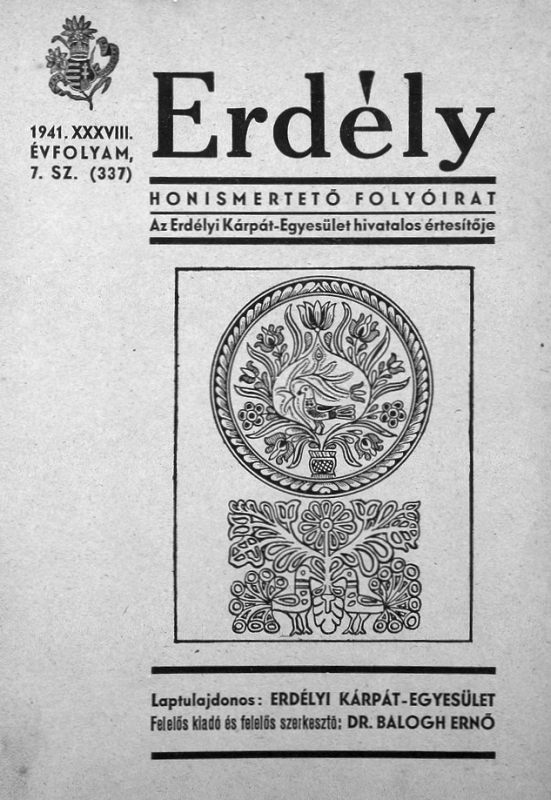 1941. XXXVIII.
ÉVFOLYAM,
7. SZ. (337)
Erdély
HONISMERTETŐ FOLYÓIRAT
Az Erdélyi Kárpát-Egyesület hivatalos értesítője
Laptulajdonos: ERDÉLYI KÁRPÁT-EGYESÜLET
Felelős kiadó és felelős szerkesztő: DR. BALOGH ERNŐ